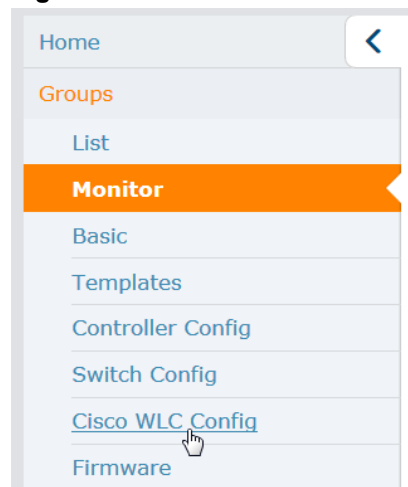 Home
Groups
List
Monitor
Basic
Templates
Controller Config
Switch Config
Cisco WLC Config
Firmware